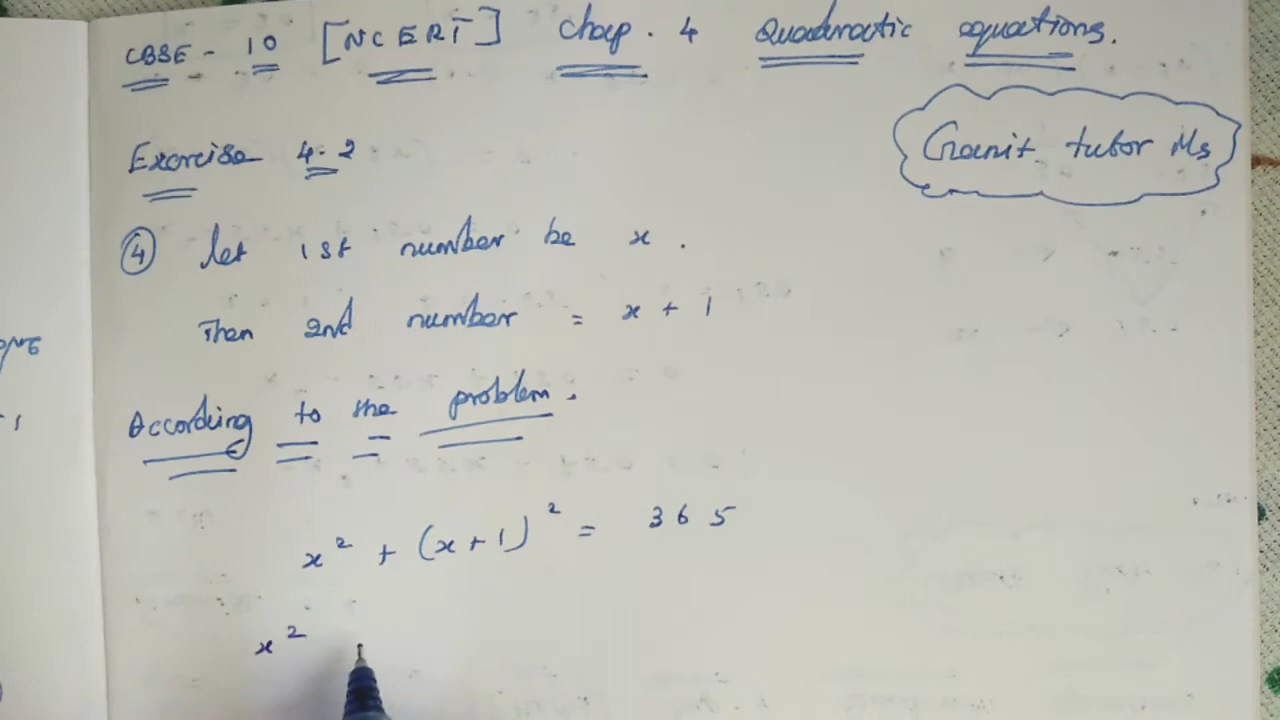 CBSE - 10 [NCERT] Chap. 4 Quadratic equations.
Ganit tutor Ms
Exercise 4.2
④ let 1st number be x.
Then 2nd number = x + 1
According to the problem.
x² + (x+1)² = 365
x²